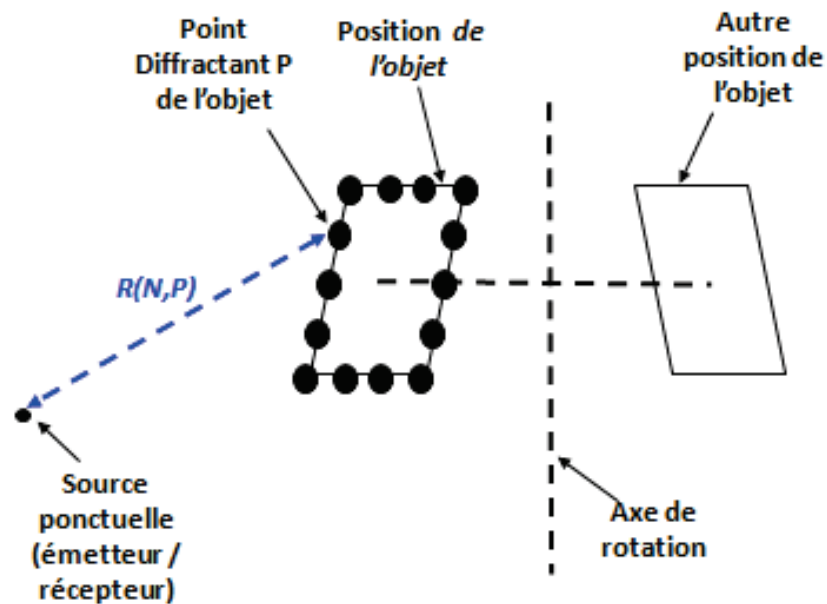 Point
Diffractant P
de l'objet
Position de
l'objet
Autre
position de
l'objet
R(N,P)
Source
ponctuelle
(émetteur /
récepteur)
Axe de
rotation